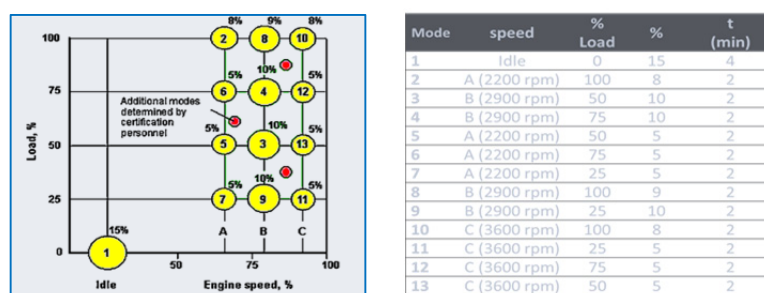 8% 9% 8%
100 2 8 10
5% 10% 5%
75 6 4 12
Additional modes
determined by
certification
personnel
5% 10% 5%
50 5 3 13
5% 10% 5%
25 7 9 11
A B C
15%
0 1
50 75 100
Idle Engine speed, %
Load, %
Mode speed % Load % t (min)
1 Idle 0 15 4
2 A (2200 rpm) 100 8 2
3 B (2900 rpm) 50 10 2
4 B (2900 rpm) 75 10 2
5 A (2200 rpm) 50 5 2
6 A (2200 rpm) 75 5 2
7 A (2200 rpm) 25 5 2
8 B (2900 rpm) 100 9 2
9 B (2900 rpm) 25 10 2
10 C (3600 rpm) 100 8 2
11 C (3600 rpm) 25 5 2
12 C (3600 rpm) 75 5 2
13 C (3600 rpm) 50 5 2